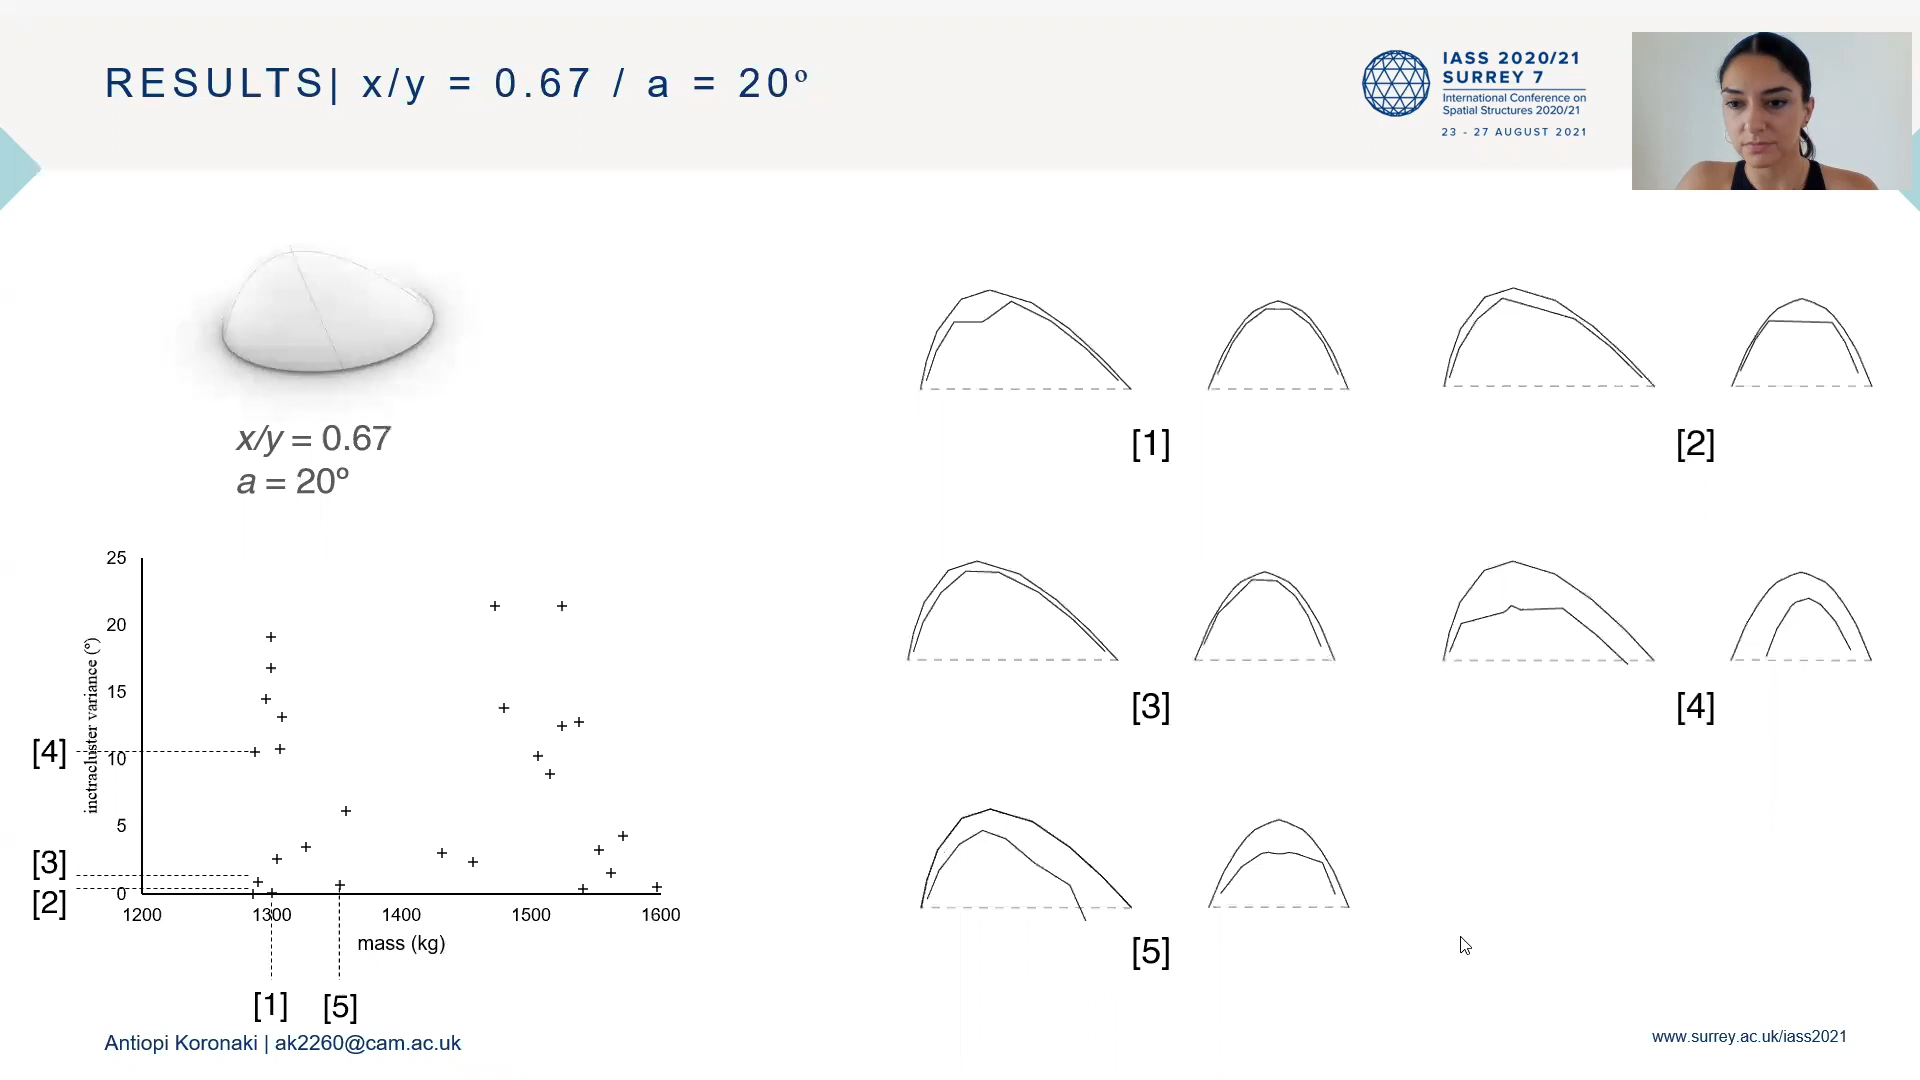 RESULTS| x/y = 0.67 / a = 20º
IASS 2020/21
SURREY 7
International Conference on
Spatial Structures 2020/21
23 - 27 AUGUST 2021
x/y = 0.67
a = 20º
[1]
[2]
[3]
[4]
[5]
25
20
15
10
5
0
inctracluster variance (°)
[4]
[3]
[2]
1200
1300
1400
1500
1600
mass (kg)
[1]
[5]
Antiopi Koronaki | ak2260@cam.ac.uk
www.surrey.ac.uk/iass2021